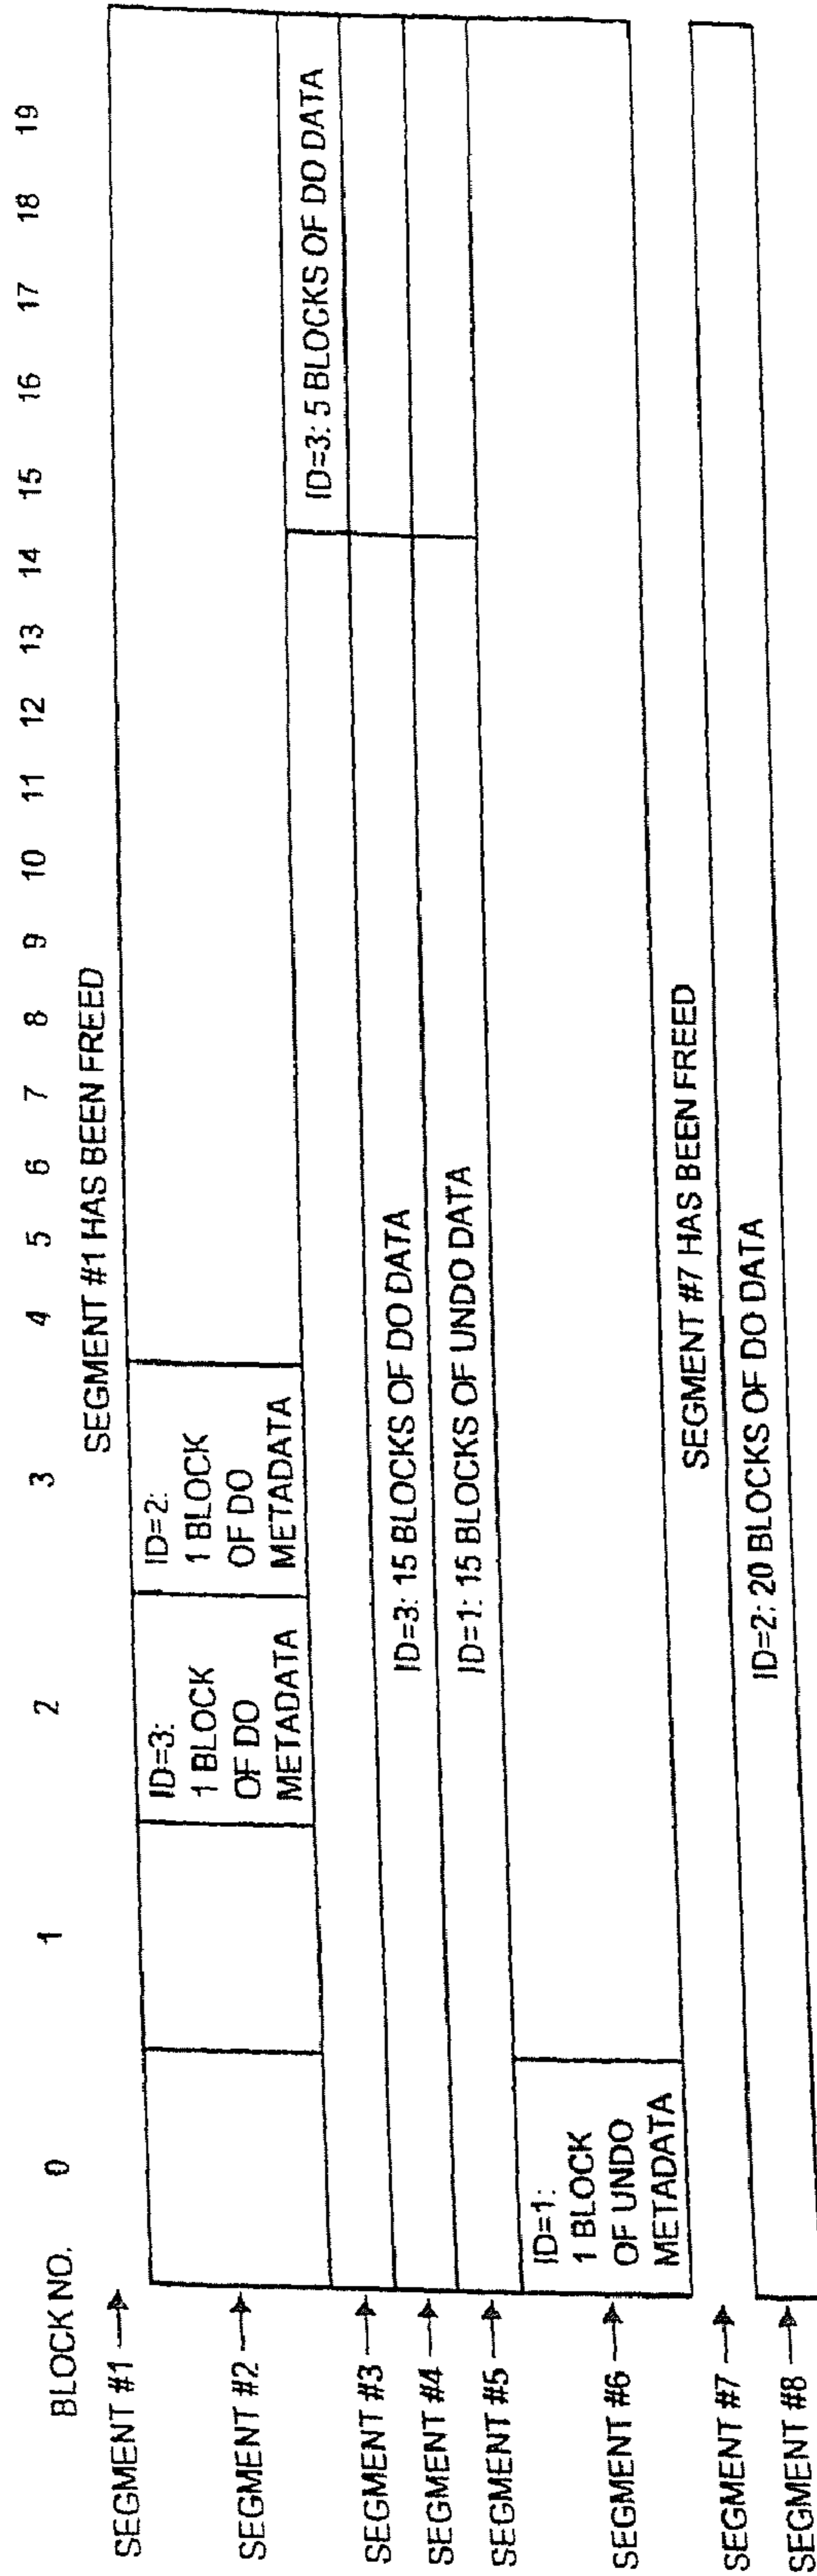 BLOCK NO. 0 1 2 3 4 5 6 7 8 9 10 11 12 13 14 15 16 17 18 19
SEGMENT #1
SEGMENT #1 HAS BEEN FREED
SEGMENT #2
ID=3:
1 BLOCK
OF DO
METADATA
ID=2:
1 BLOCK
OF DO
METADATA
SEGMENT #3
ID=3: 5 BLOCKS OF DO DATA
SEGMENT #4
ID=3: 15 BLOCKS OF DO DATA
SEGMENT #5
ID=1: 15 BLOCKS OF UNDO DATA
SEGMENT #6
ID=1:
1 BLOCK
OF UNDO
METADATA
SEGMENT #7
SEGMENT #7 HAS BEEN FREED
SEGMENT #8
ID=2: 20 BLOCKS OF DO DATA